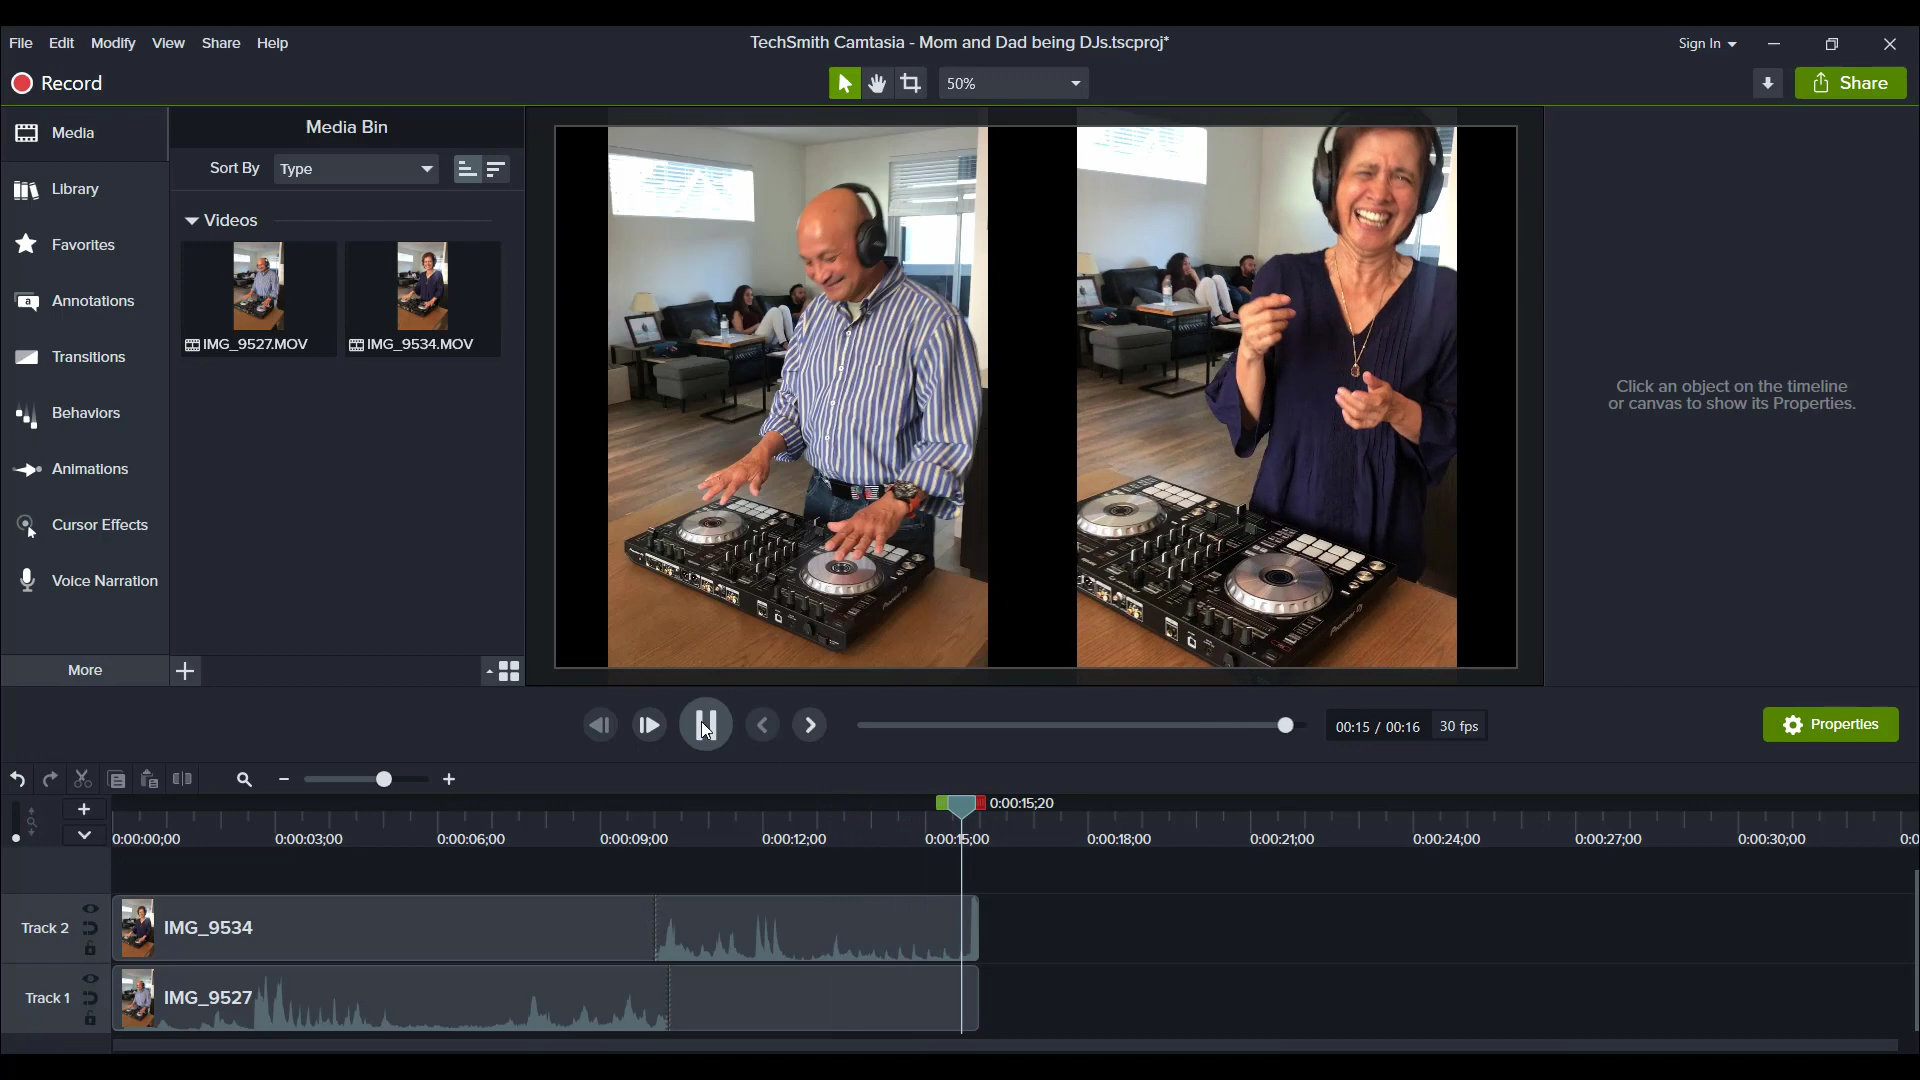 File Edit Modify View Share Help
TechSmith Camtasia - Mom and Dad being DJs.tscproj*
Sign In
Record
50%
Share
Media
Media Bin
Sort By Type
Library
Videos
Favorites
Annotations
IMG_9527.MOV IMG_9534.MOV
Transitions
Click an object on the timeline
or canvas to show its Properties.
Behaviors
Animations
Cursor Effects
Voice Narration
More
00:15 / 00:16 30 fps
Properties
0:00:15;20
0:00:00;00 0:00:03;00 0:00:06;00 0:00:09;00 0:00:12;00 0:00:15;00 0:00:18;00 0:00:21;00 0:00:24;00 0:00:27;00 0:00:30;00 0:0
Track 2 IMG_9534
Track 1 IMG_9527